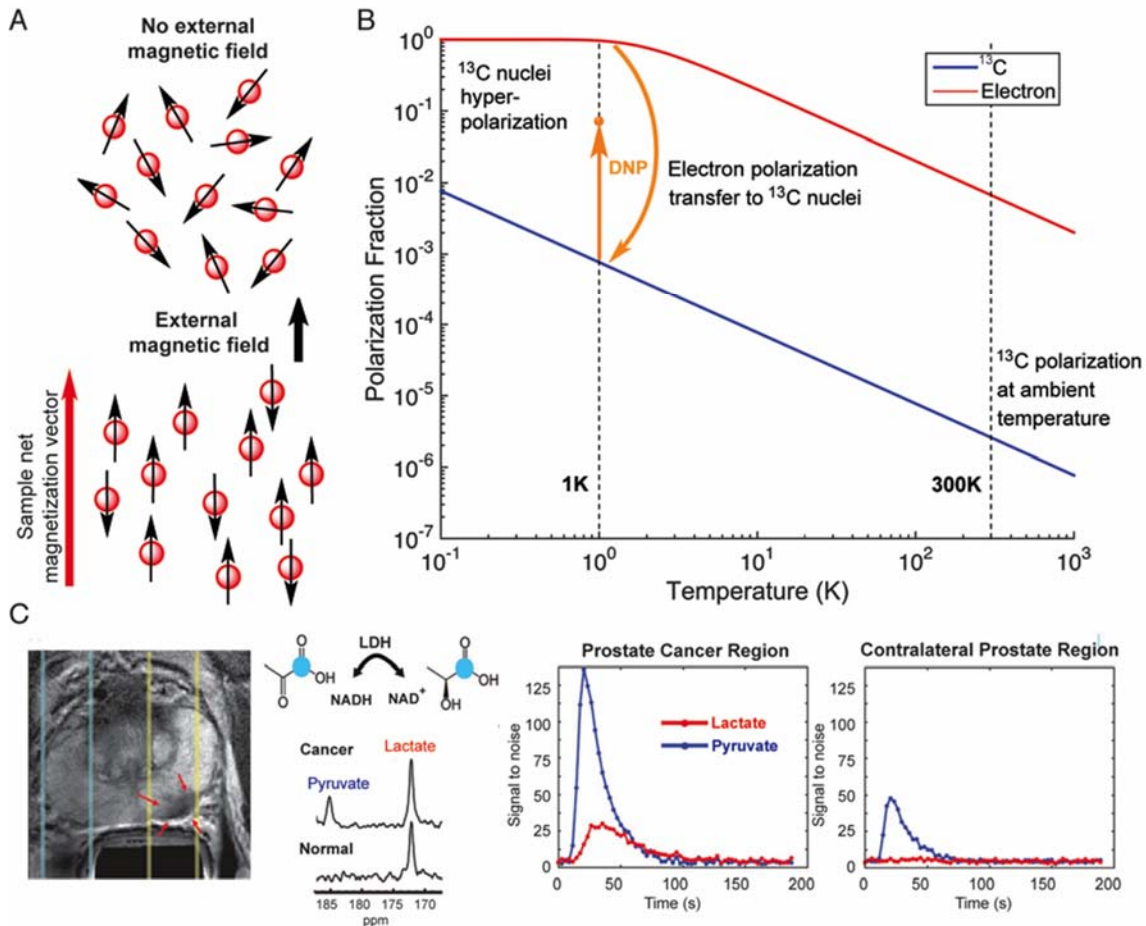 A
No external
magnetic field
External
magnetic field
Sample net
magnetization vector
B
10^0
10^-1
10^-2
10^-3
10^-4
10^-5
10^-6
10^-7
Polarization Fraction
10^-1
10^0
10^1
10^2
10^3
Temperature (K)
^13C nuclei
hyper-
polarization
DNP
Electron polarization
transfer to ^13C nuclei
^13C
Electron
^13C polarization
at ambient
temperature
1K
300K
C
O
OH
O
LDH
NADH
NAD^+
O
OH
OH
Cancer
Lactate
Pyruvate
Normal
185 180 175 170
ppm
Prostate Cancer Region
Signal to noise
125
100
75
50
25
0
Lactate
Pyruvate
0 50 100 150 200
Time (s)
Contralateral Prostate Region
Signal to noise
125
100
75
50
25
0
0 50 100 150 200
Time (s)